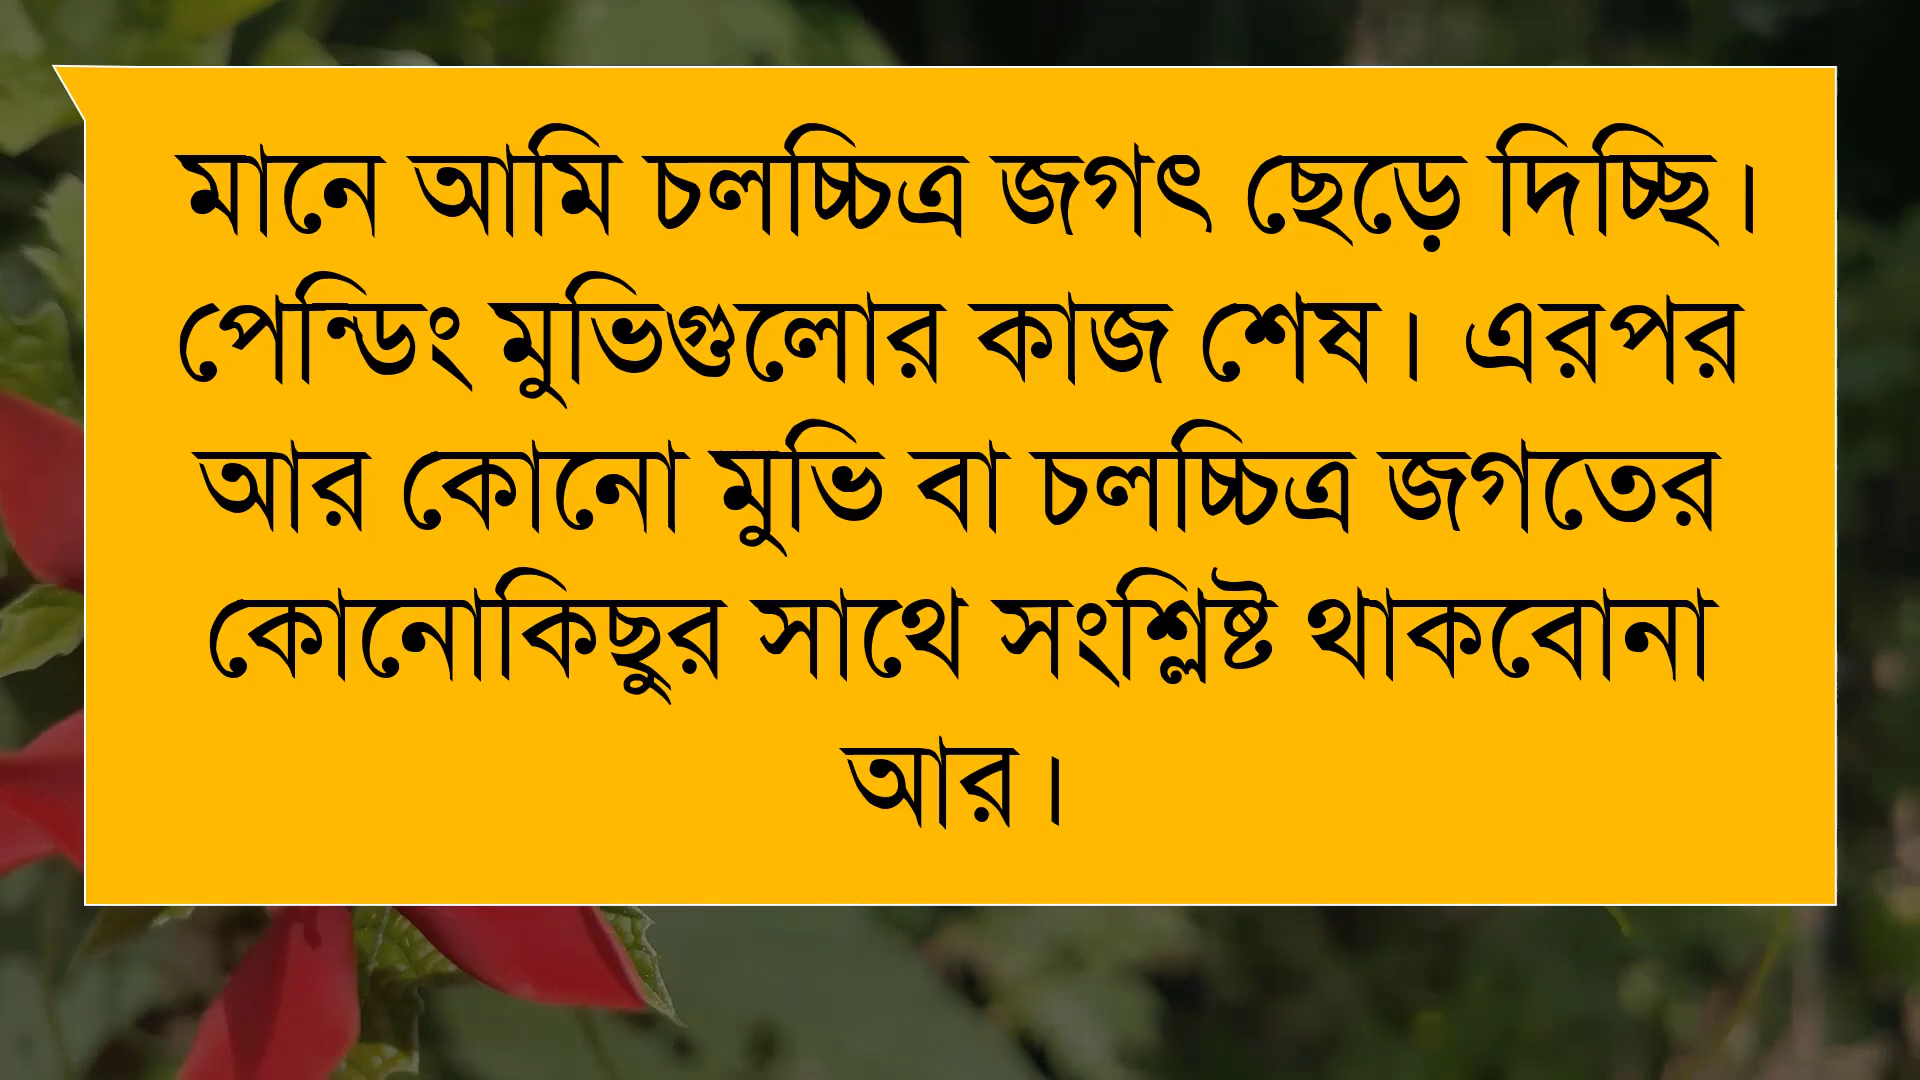 মানে আমি চলচ্চিত্র জগৎ ছেড়ে দিচ্ছি।
পেন্ডিং মুভিগুলোর কাজ শেষ। এরপর
আর কোনো মুভি বা চলচ্চিত্র জগতের
কোনোকিছুর সাথে সংশ্লিষ্ট থাকবোনা
আর।